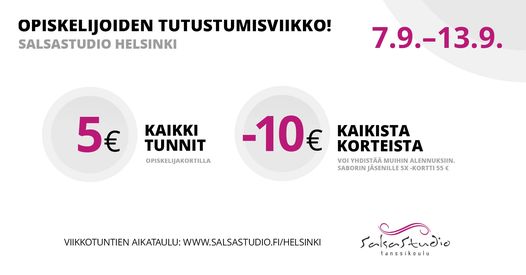 OPISKELIJOIDEN TUTUSTUMISVIIKKO!
SALSASTUDIO HELSINKI
7.9.–13.9.
5€
KAIKKI
TUNNIT
OPISKELIJAKORTILLA
-10€
KAIKISTA
KORTEISTA
VOI YHDISTÄÄ MUIHIN ALENNUKSIIN.
SABORIN JÄSENILLE 5X -KORTTI 55 €
VIIKKOTUNTIEN AIKATAULU: WWW.SALSASTUDIO.FI/HELSINKI
SalsaStudio
tanssikoulu